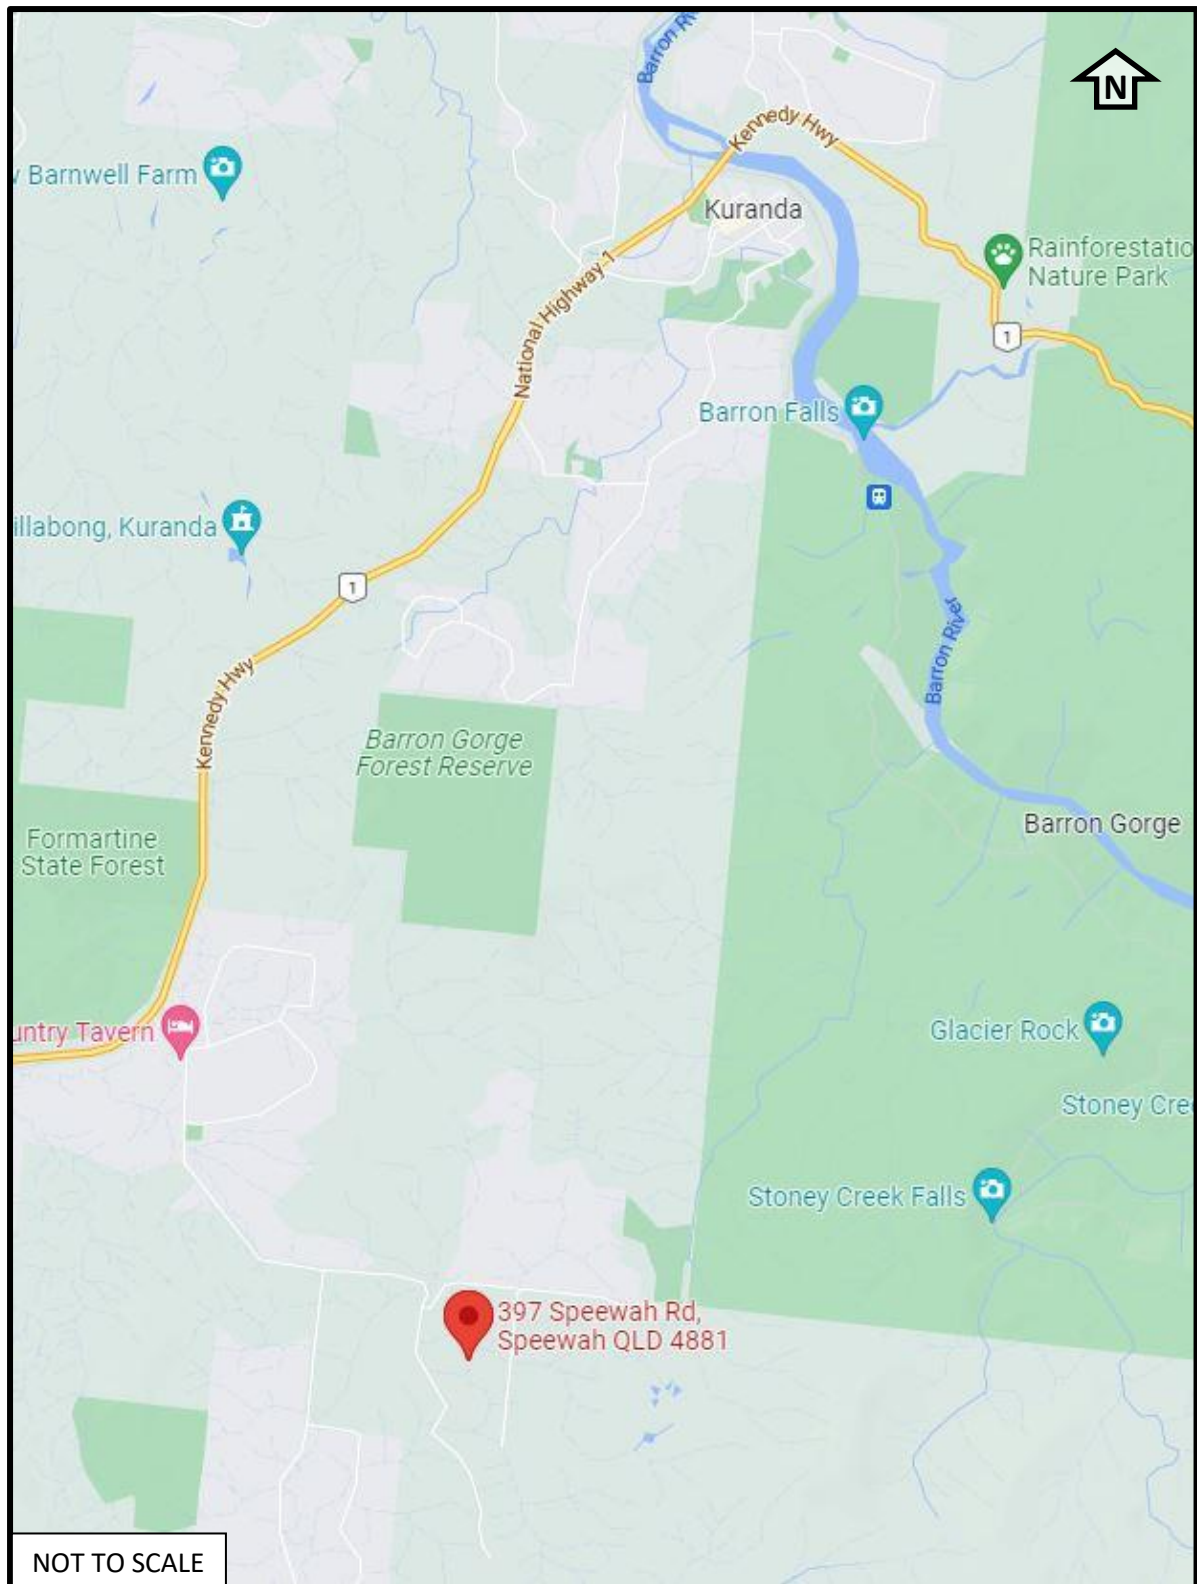 Barron Riv
N
Kennedy Hwy
Barnwell Farm
Kuranda
Rainforestatio
Nature Park
National Highway 1
1
Barron Falls
illabong, Kuranda
1
Barron River
Kennedy Hwy
Barron Gorge
Forest Reserve
Barron Gorge
Formartine
State Forest
untry Tavern
Glacier Rock
Stoney Cree
Stoney Creek Falls
397 Speewah Rd,
Speewah QLD 4881
NOT TO SCALE